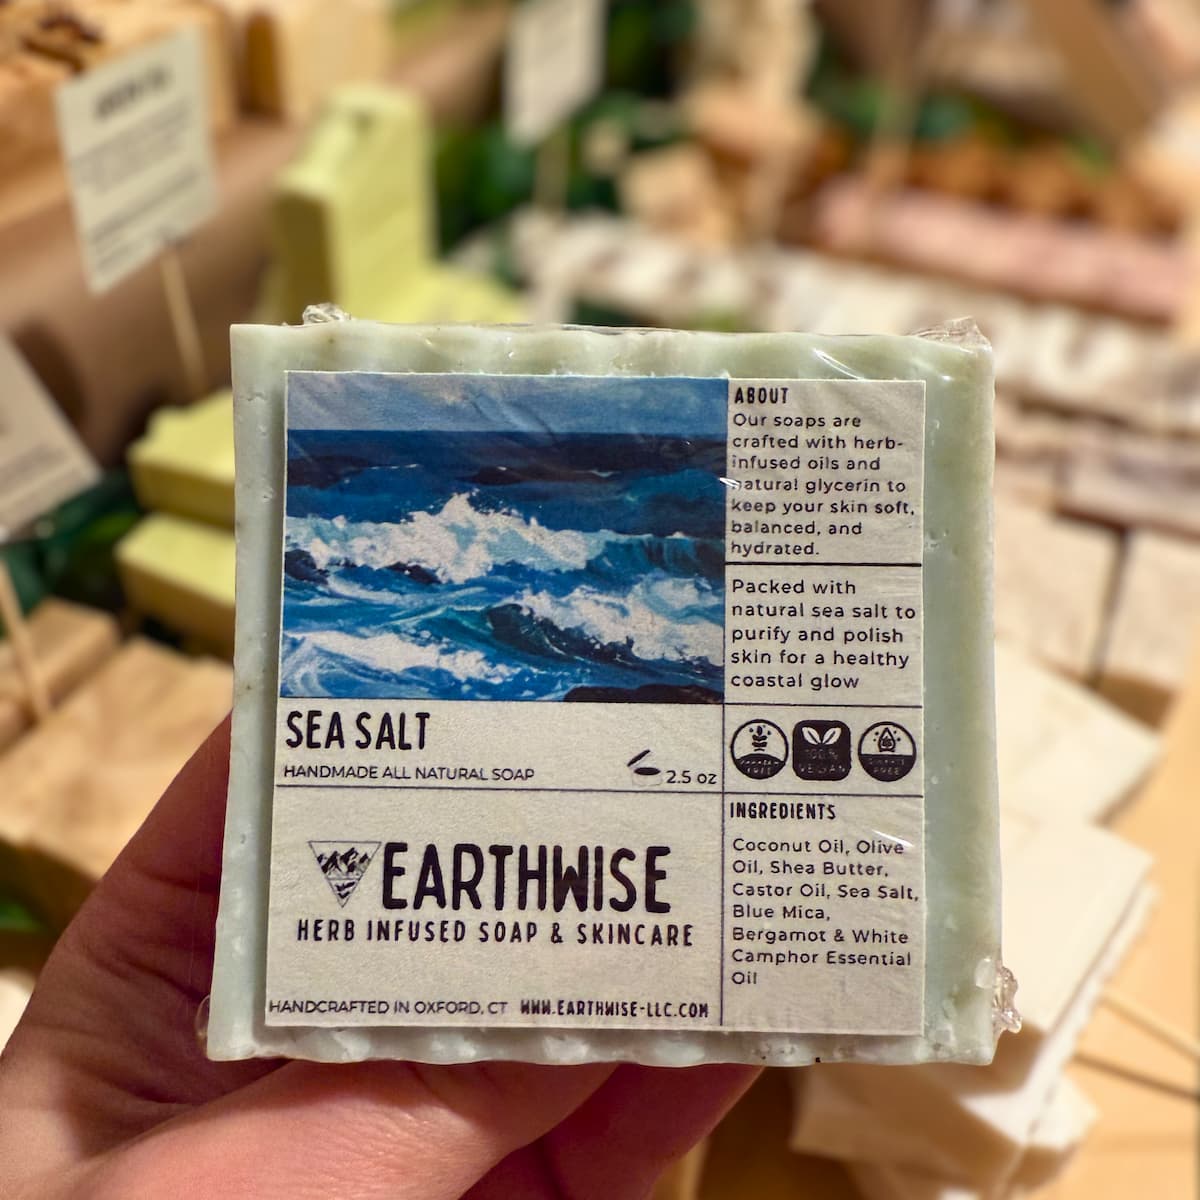 ABOUT
Our soaps are
crafted with herb-
infused oils and
natural glycerin to
keep your skin soft,
balanced, and
hydrated.
Packed with
natural sea salt to
purify and polish
skin for a healthy
coastal glow
SEA SALT
HANDMADE ALL NATURAL SOAP
2.5 oz
100%
VEGAN
FREE
FREE
INGREDIENTS
Coconut Oil, Olive
Oil, Shea Butter,
Castor Oil, Sea Salt,
Blue Mica,
Bergamot & White
Camphor Essential
Oil
EARTHWISE
HERB INFUSED SOAP & SKINCARE
HANDCRAFTED IN OXFORD, CT WWW.EARTHWISE-LLC.COM